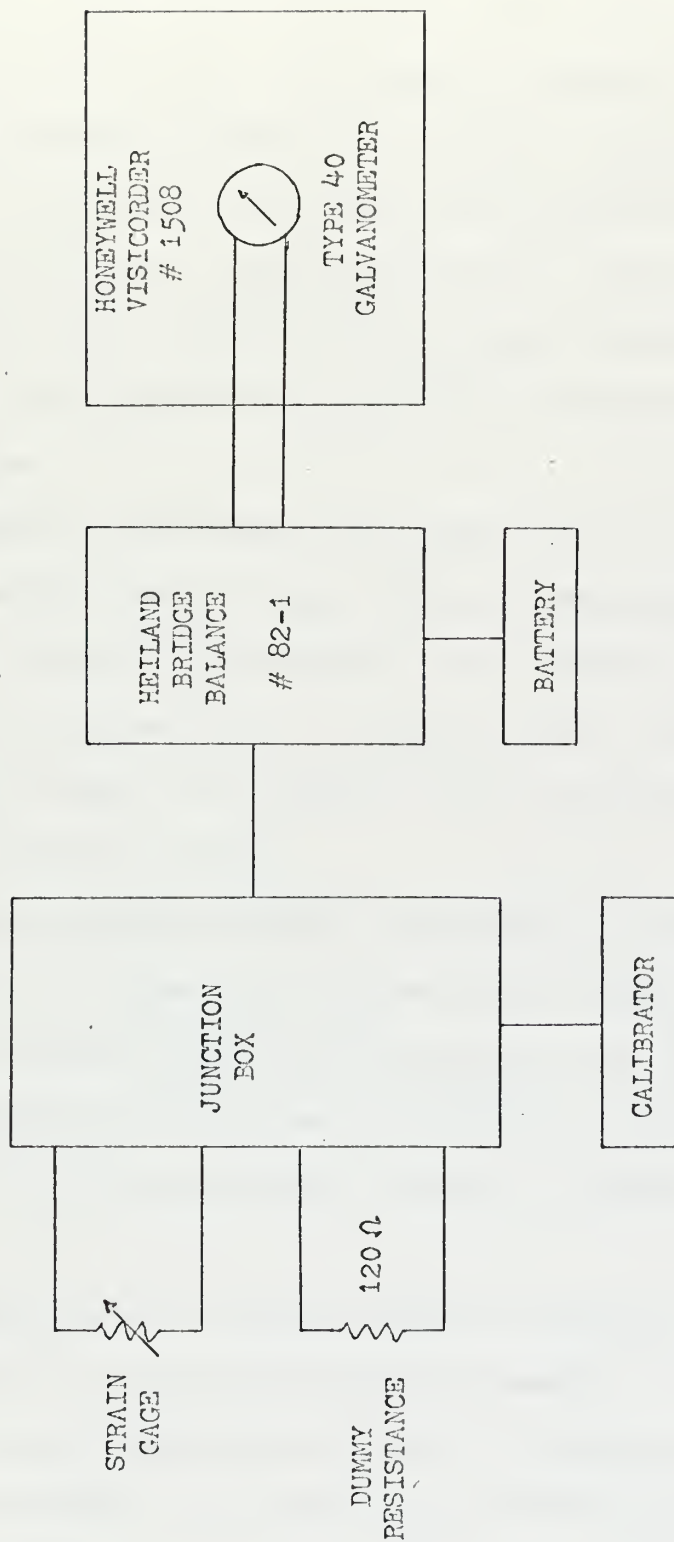 STRAIN
GAGE
DUMMY
RESISTANCE
120 Ω
JUNCTION
BOX
CALIBRATOR
HEILAND
BRIDGE
BALANCE
# 82-1
BATTERY
HONEYWELL
VISICORDER
# 1508
TYPE 40
GALVANOMETER